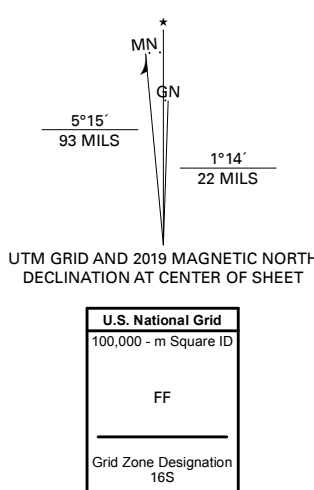 ★
MN
GN
5°15´
93 MILS
1°14´
22 MILS
UTM GRID AND 2019 MAGNETIC NORTH
DECLINATION AT CENTER OF SHEET
U.S. National Grid
100,000 - m Square ID
FF
Grid Zone Designation
16S